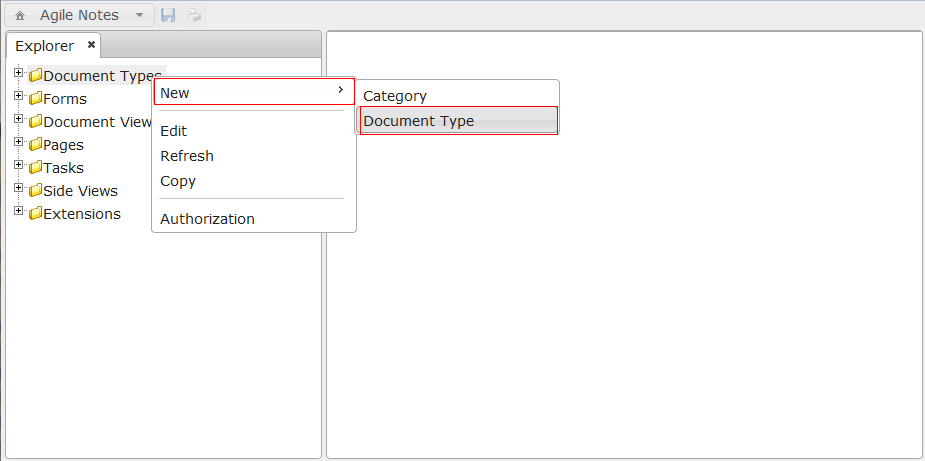 Agile Notes
Explorer
Document Types
New
Category
Document Type
Forms
Document View
Edit
Pages
Refresh
Tasks
Copy
Side Views
Extensions
Authorization